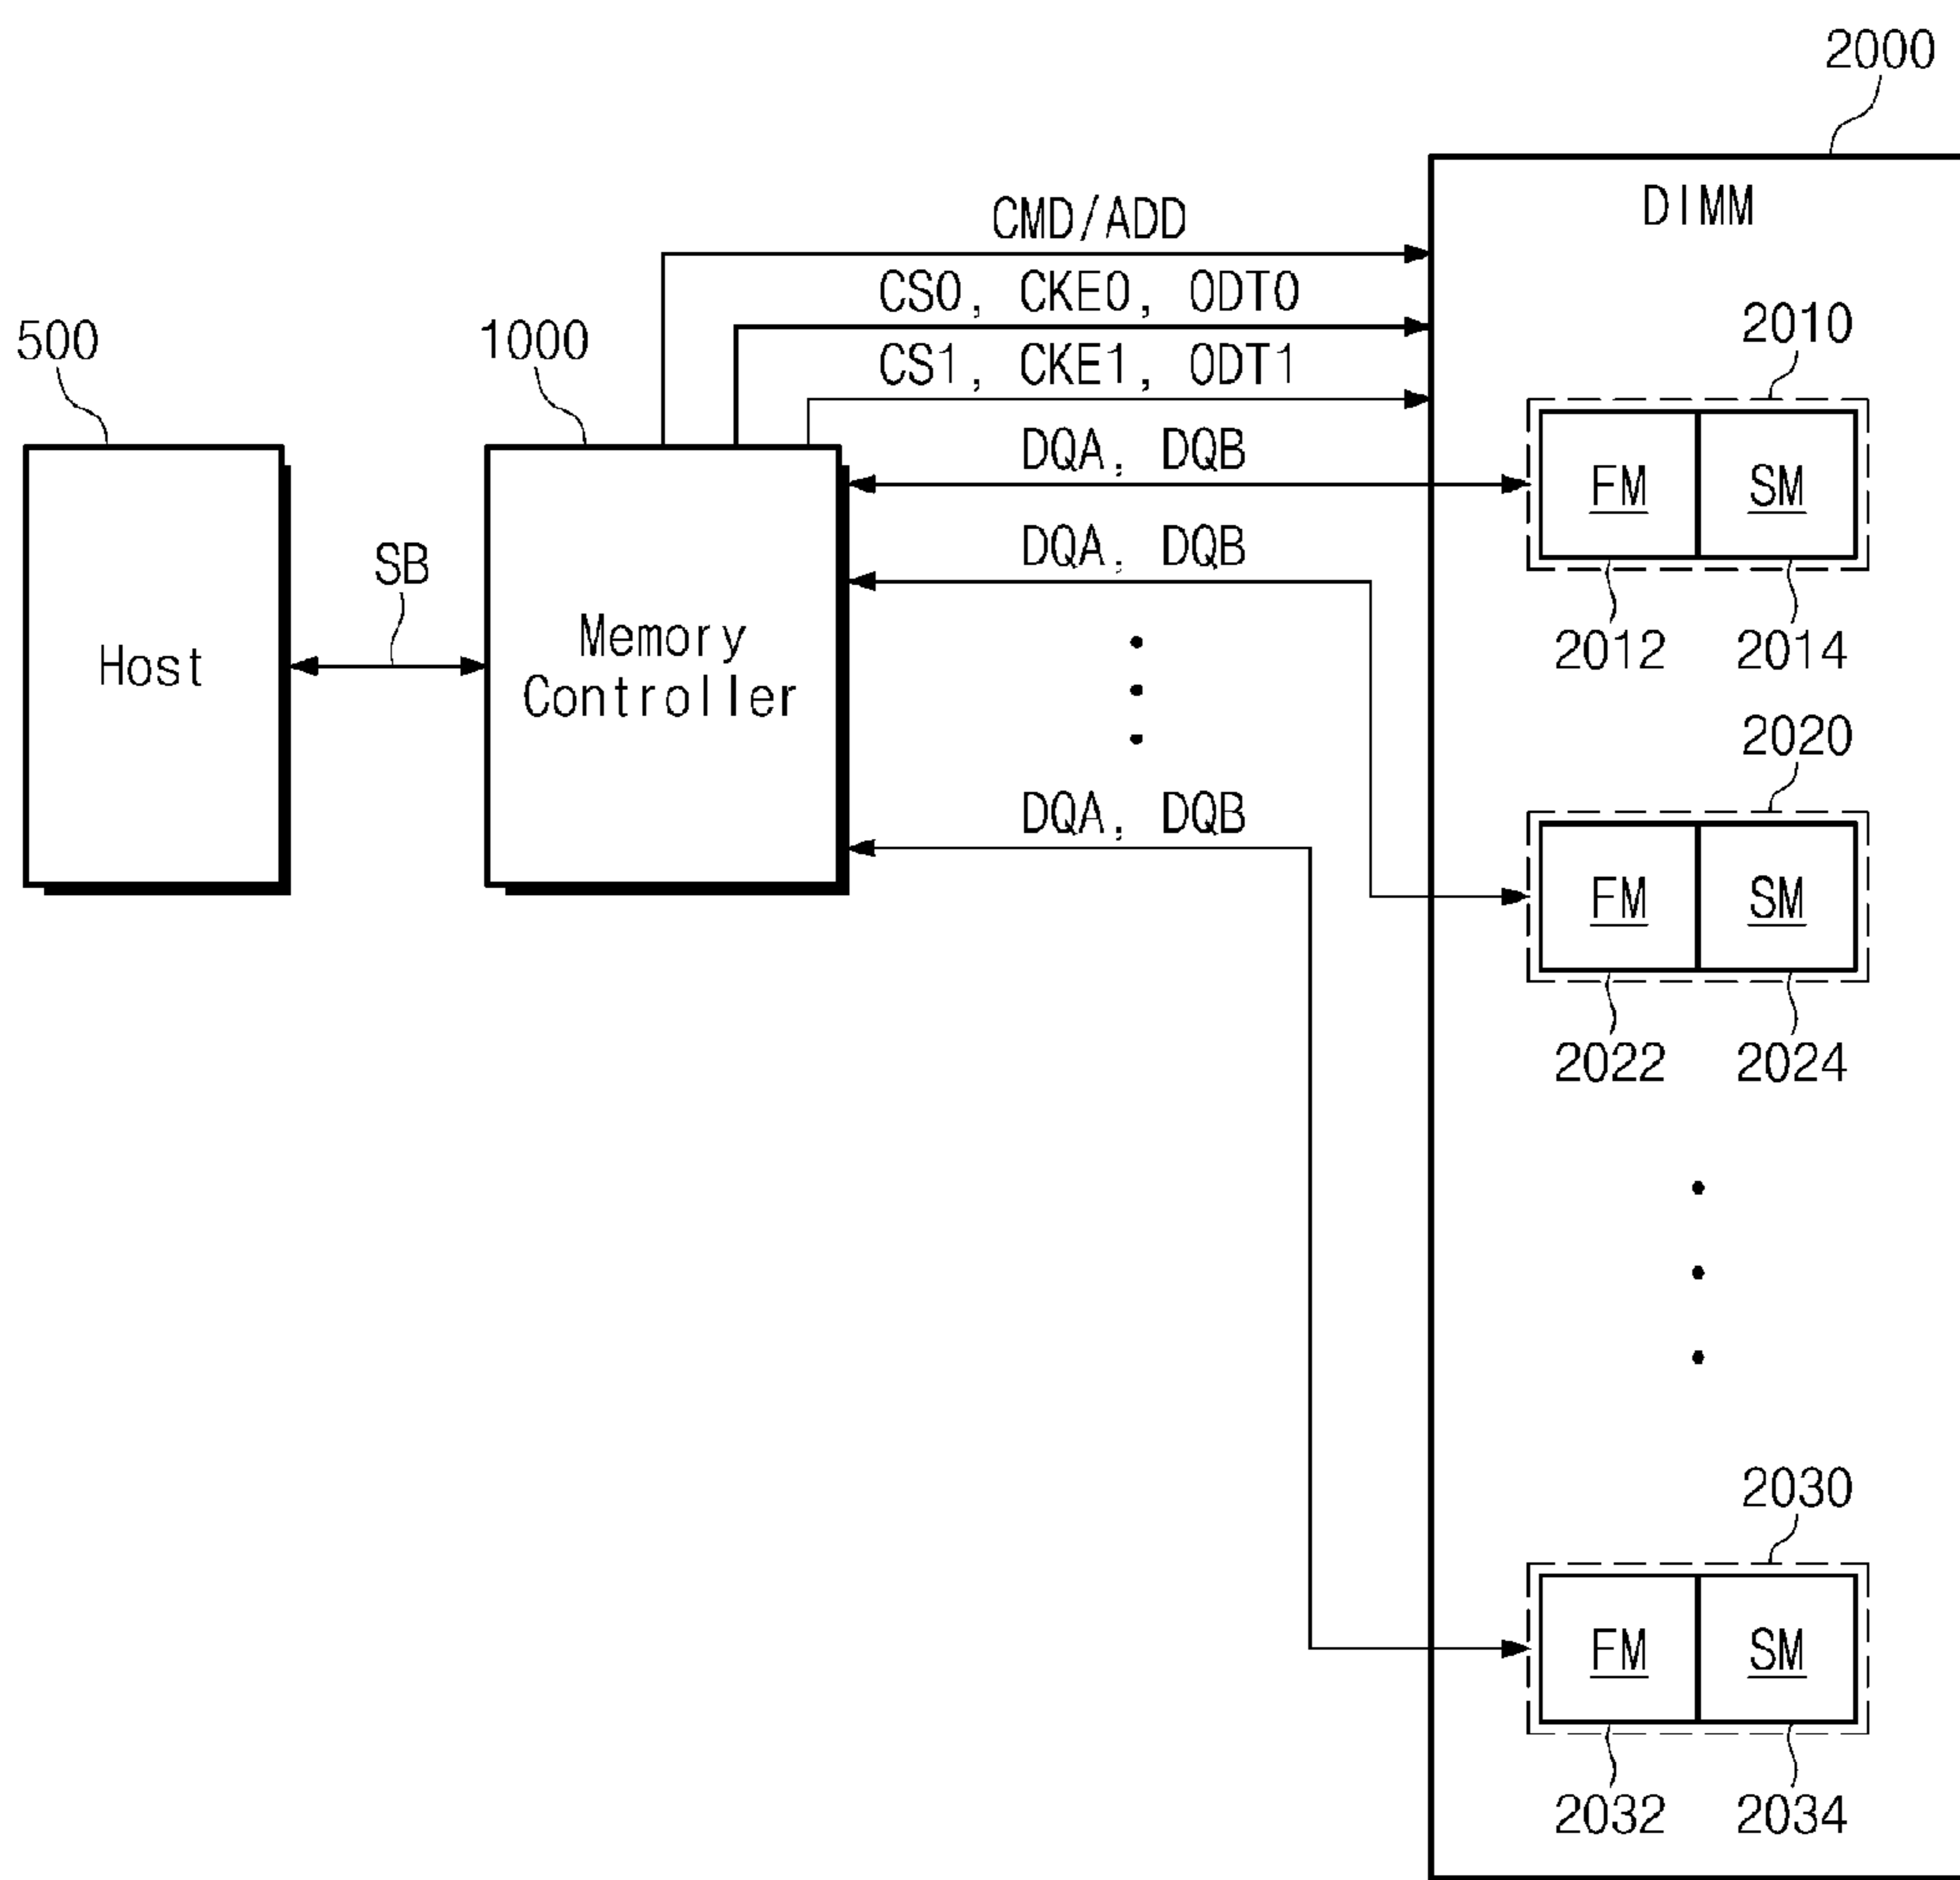 2000
DIMM
CMD/ADD
CS0, CKE0, ODT0
CS1, CKE1, ODT1
500
1000
2010
DQA, DQB
FM
SM
DQA, DQB
SB
Host
Memory
Controller
2012
2014
2020
DQA, DQB
FM
SM
2022
2024
2030
FM
SM
2032
2034